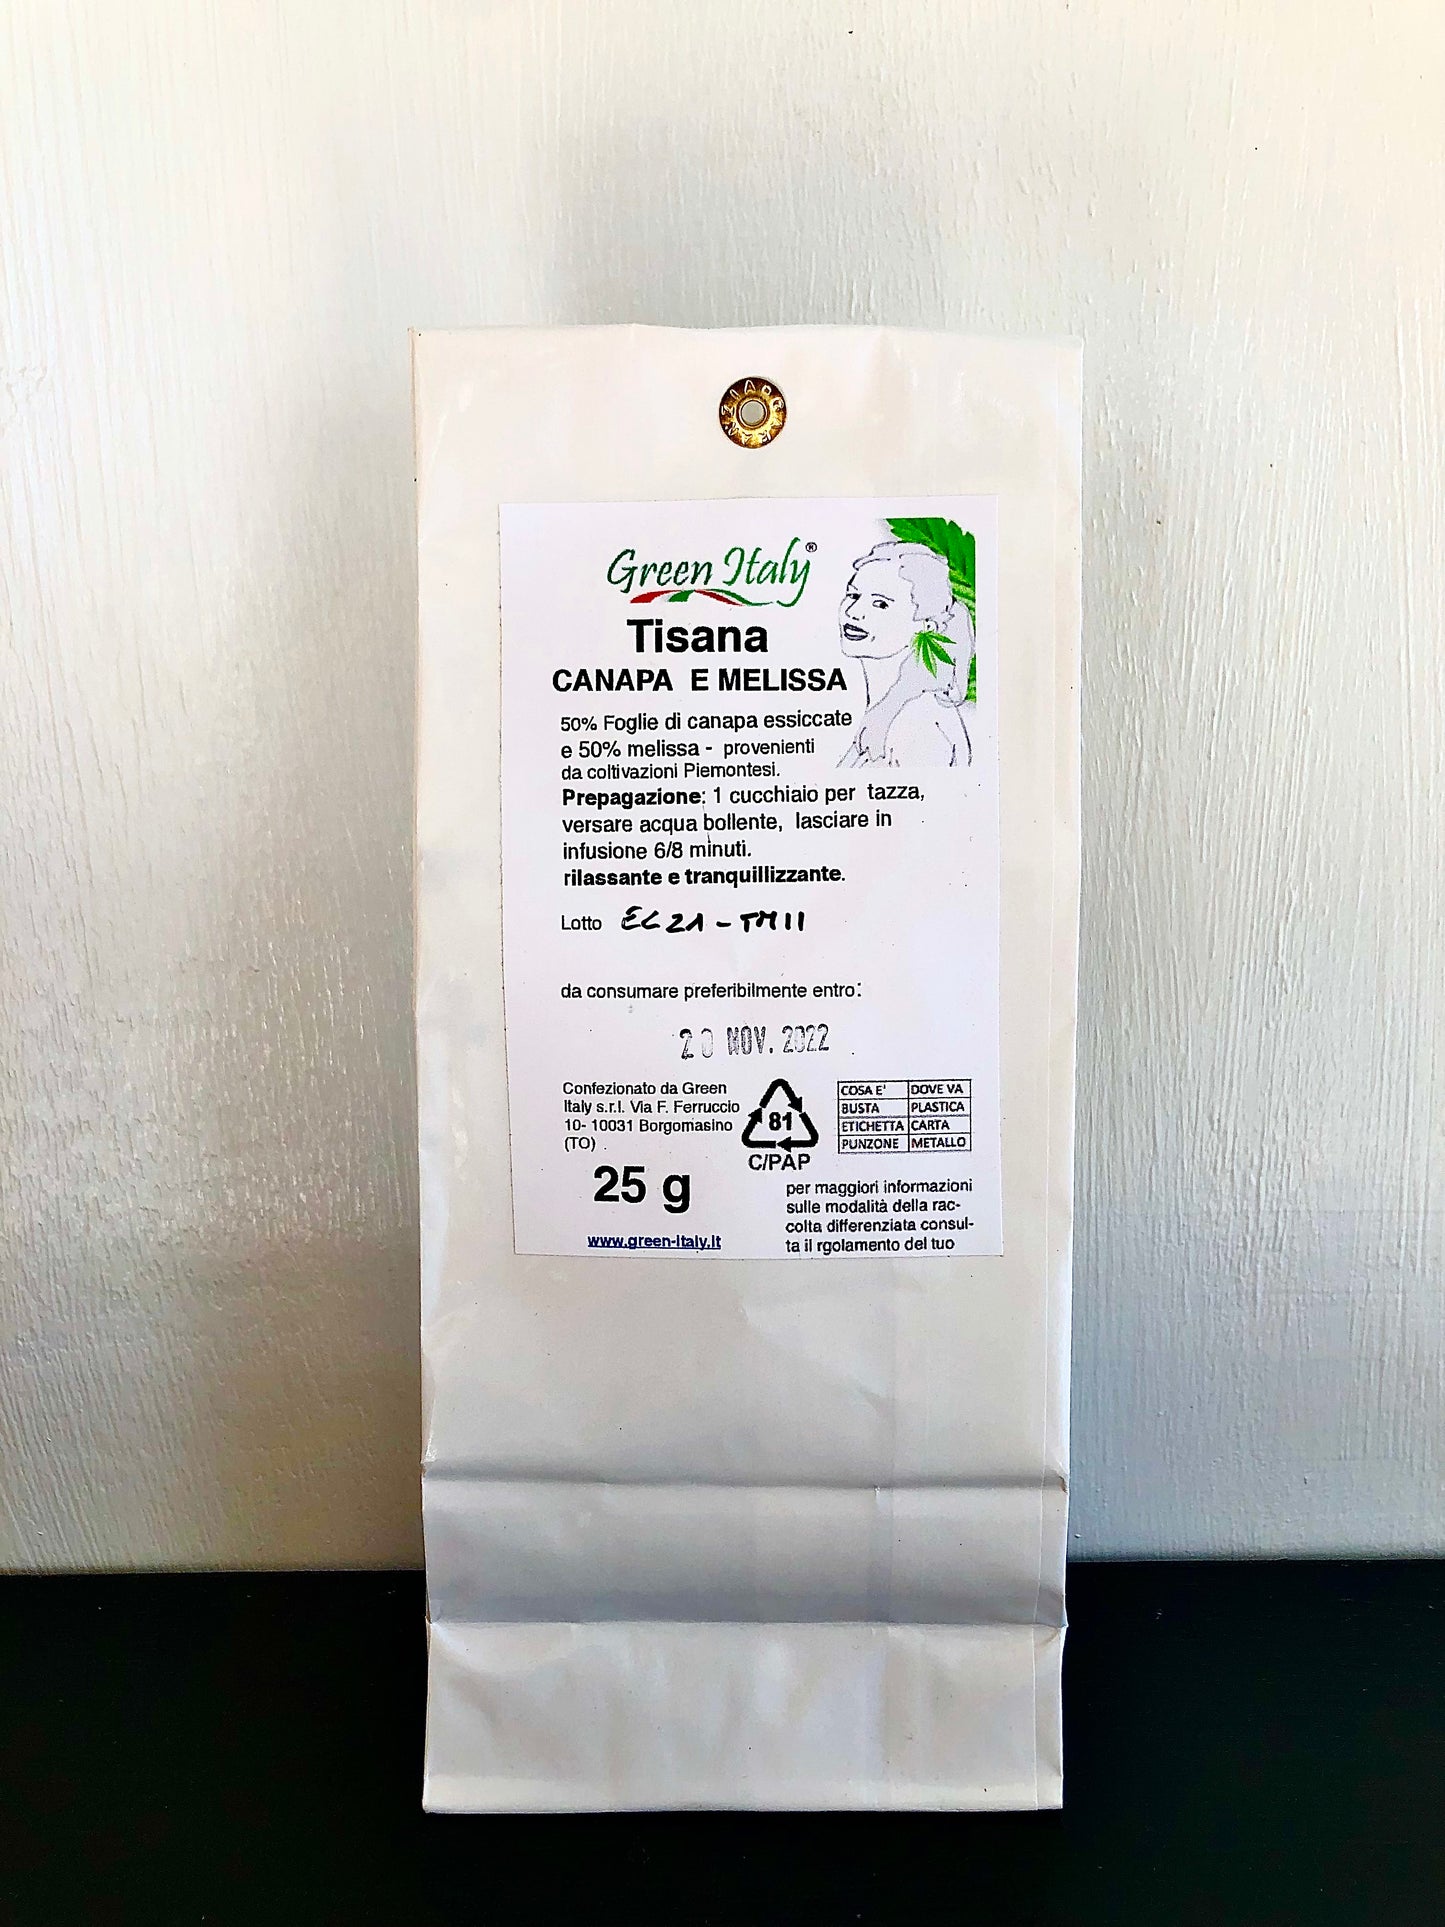 GARANZIA
Green Italy®
Tisana
CANAPA E MELISSA
50% Foglie di canapa essiccate
e 50% melissa - provenienti
da coltivazioni Piemontesi.
Prepagazione: 1 cucchiaio per tazza,
versare acqua bollente, lasciare in
infusione 6/8 minuti.
rilassante e tranquillizzante.
Lotto EC21-TM11
da consumare preferibilmente entro:
20 NOV. 2022
Confezionato da Green
Italy s.r.l. Via F. Ferruccio
10- 10031 Borgomasino
(TO)
25 g
www.green-italy.it
81
C/PAP
COSA E' DOVE VA
BUSTA PLASTICA
ETICHETTA CARTA
PUNZONE METALLO
per maggiori informazioni
sulle modalità della rac-
colta differenziata consul-
ta il rgolamento del tuo